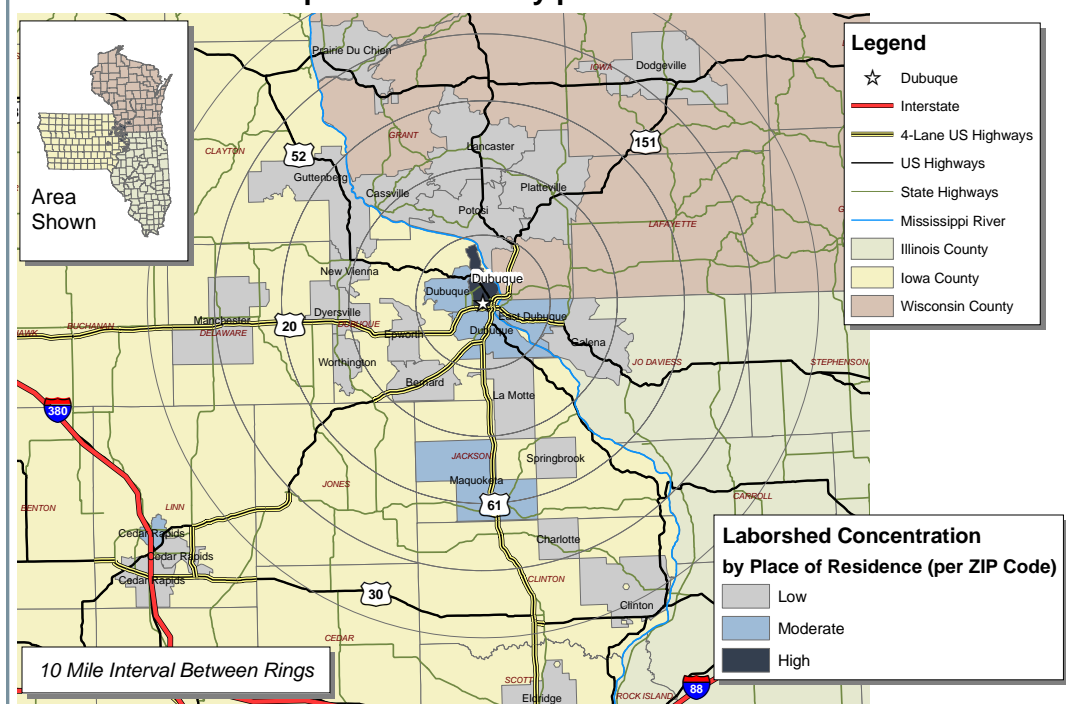 Area
Shown
Prairie Du Chien
IOWA
Dodgeville
GRANT
151
CLAYTON
52
Lancaster
Guttenberg
Cassville
Platteville
Potosi
LAFAYETTE
New Vienna
Dubuque
Dubuque
Manchester
Dyersville
East Dubuque
BUCHANAN
20
DUBUQUE
Dubuque
DELAWARE
Epworth
Galena
Worthington
JO DAVIESS
STEPHENSON
Bernard
La Motte
380
JACKSON
Springbrook
Maquoketa
JONES
61
CARROLL
BENTON
LINN
Cedar Rapids
Charlotte
Cedar Rapids
Cedar Rapids
CLINTON
30
Clinton
CEDAR
10 Mile Interval Between Rings
SCOTT
Eldridge
ROCK ISLAND
88
Legend
Dubuque
Interstate
4-Lane US Highways
US Highways
State Highways
Mississippi River
Illinois County
Iowa County
Wisconsin County
Laborshed Concentration
by Place of Residence (per ZIP Code)
Low
Moderate
High